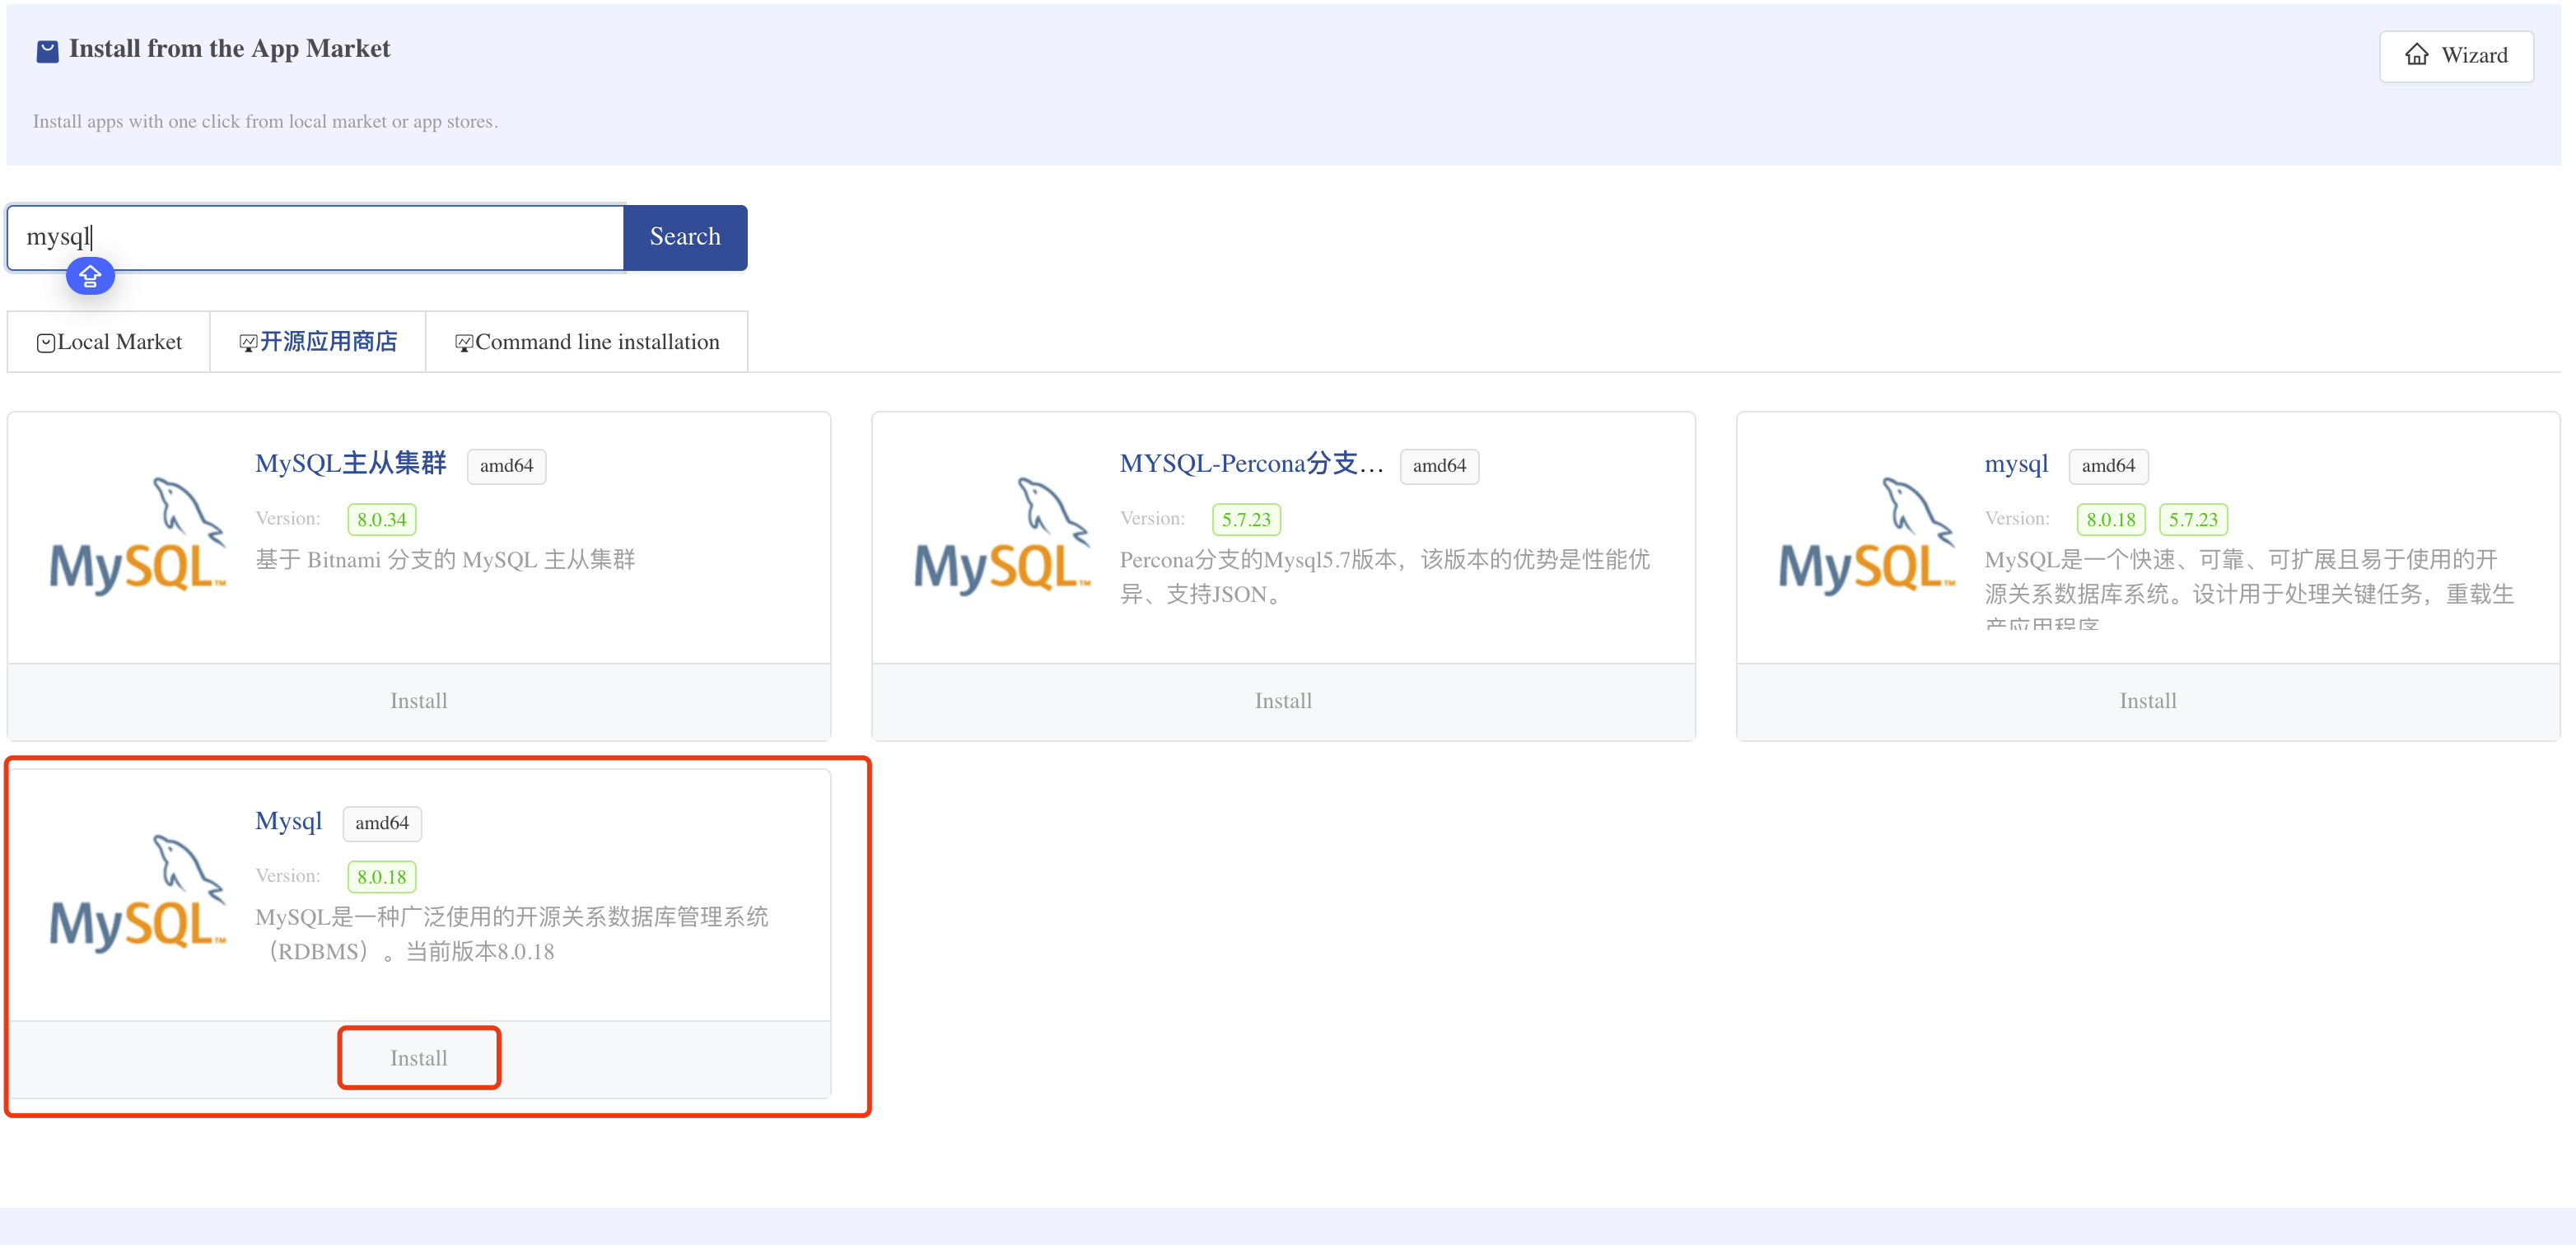 Install from the App Market
Wizard
Install apps with one click from local market or app stores.
mysql
Search
Local Market
开源应用商店
Command line installation
MySQL主从集群 amd64
Version: 8.0.34
基于 Bitnami 分支的 MySQL 主从集群
MySQL™
Install
MYSQL-Percona分支... amd64
Version: 5.7.23
Percona分支的Mysql5.7版本，该版本的优势是性能优
异、支持JSON。
MySQL™
Install
mysql amd64
Version: 8.0.18 5.7.23
MySQL是一个快速、可靠、可扩展且易于使用的开
源关系数据库系统。设计用于处理关键任务，重载生
产应用程序
MySQL™
Install
Mysql amd64
Version: 8.0.18
MySQL是一种广泛使用的开源关系数据库管理系统
（RDBMS）。当前版本8.0.18
MySQL™
Install